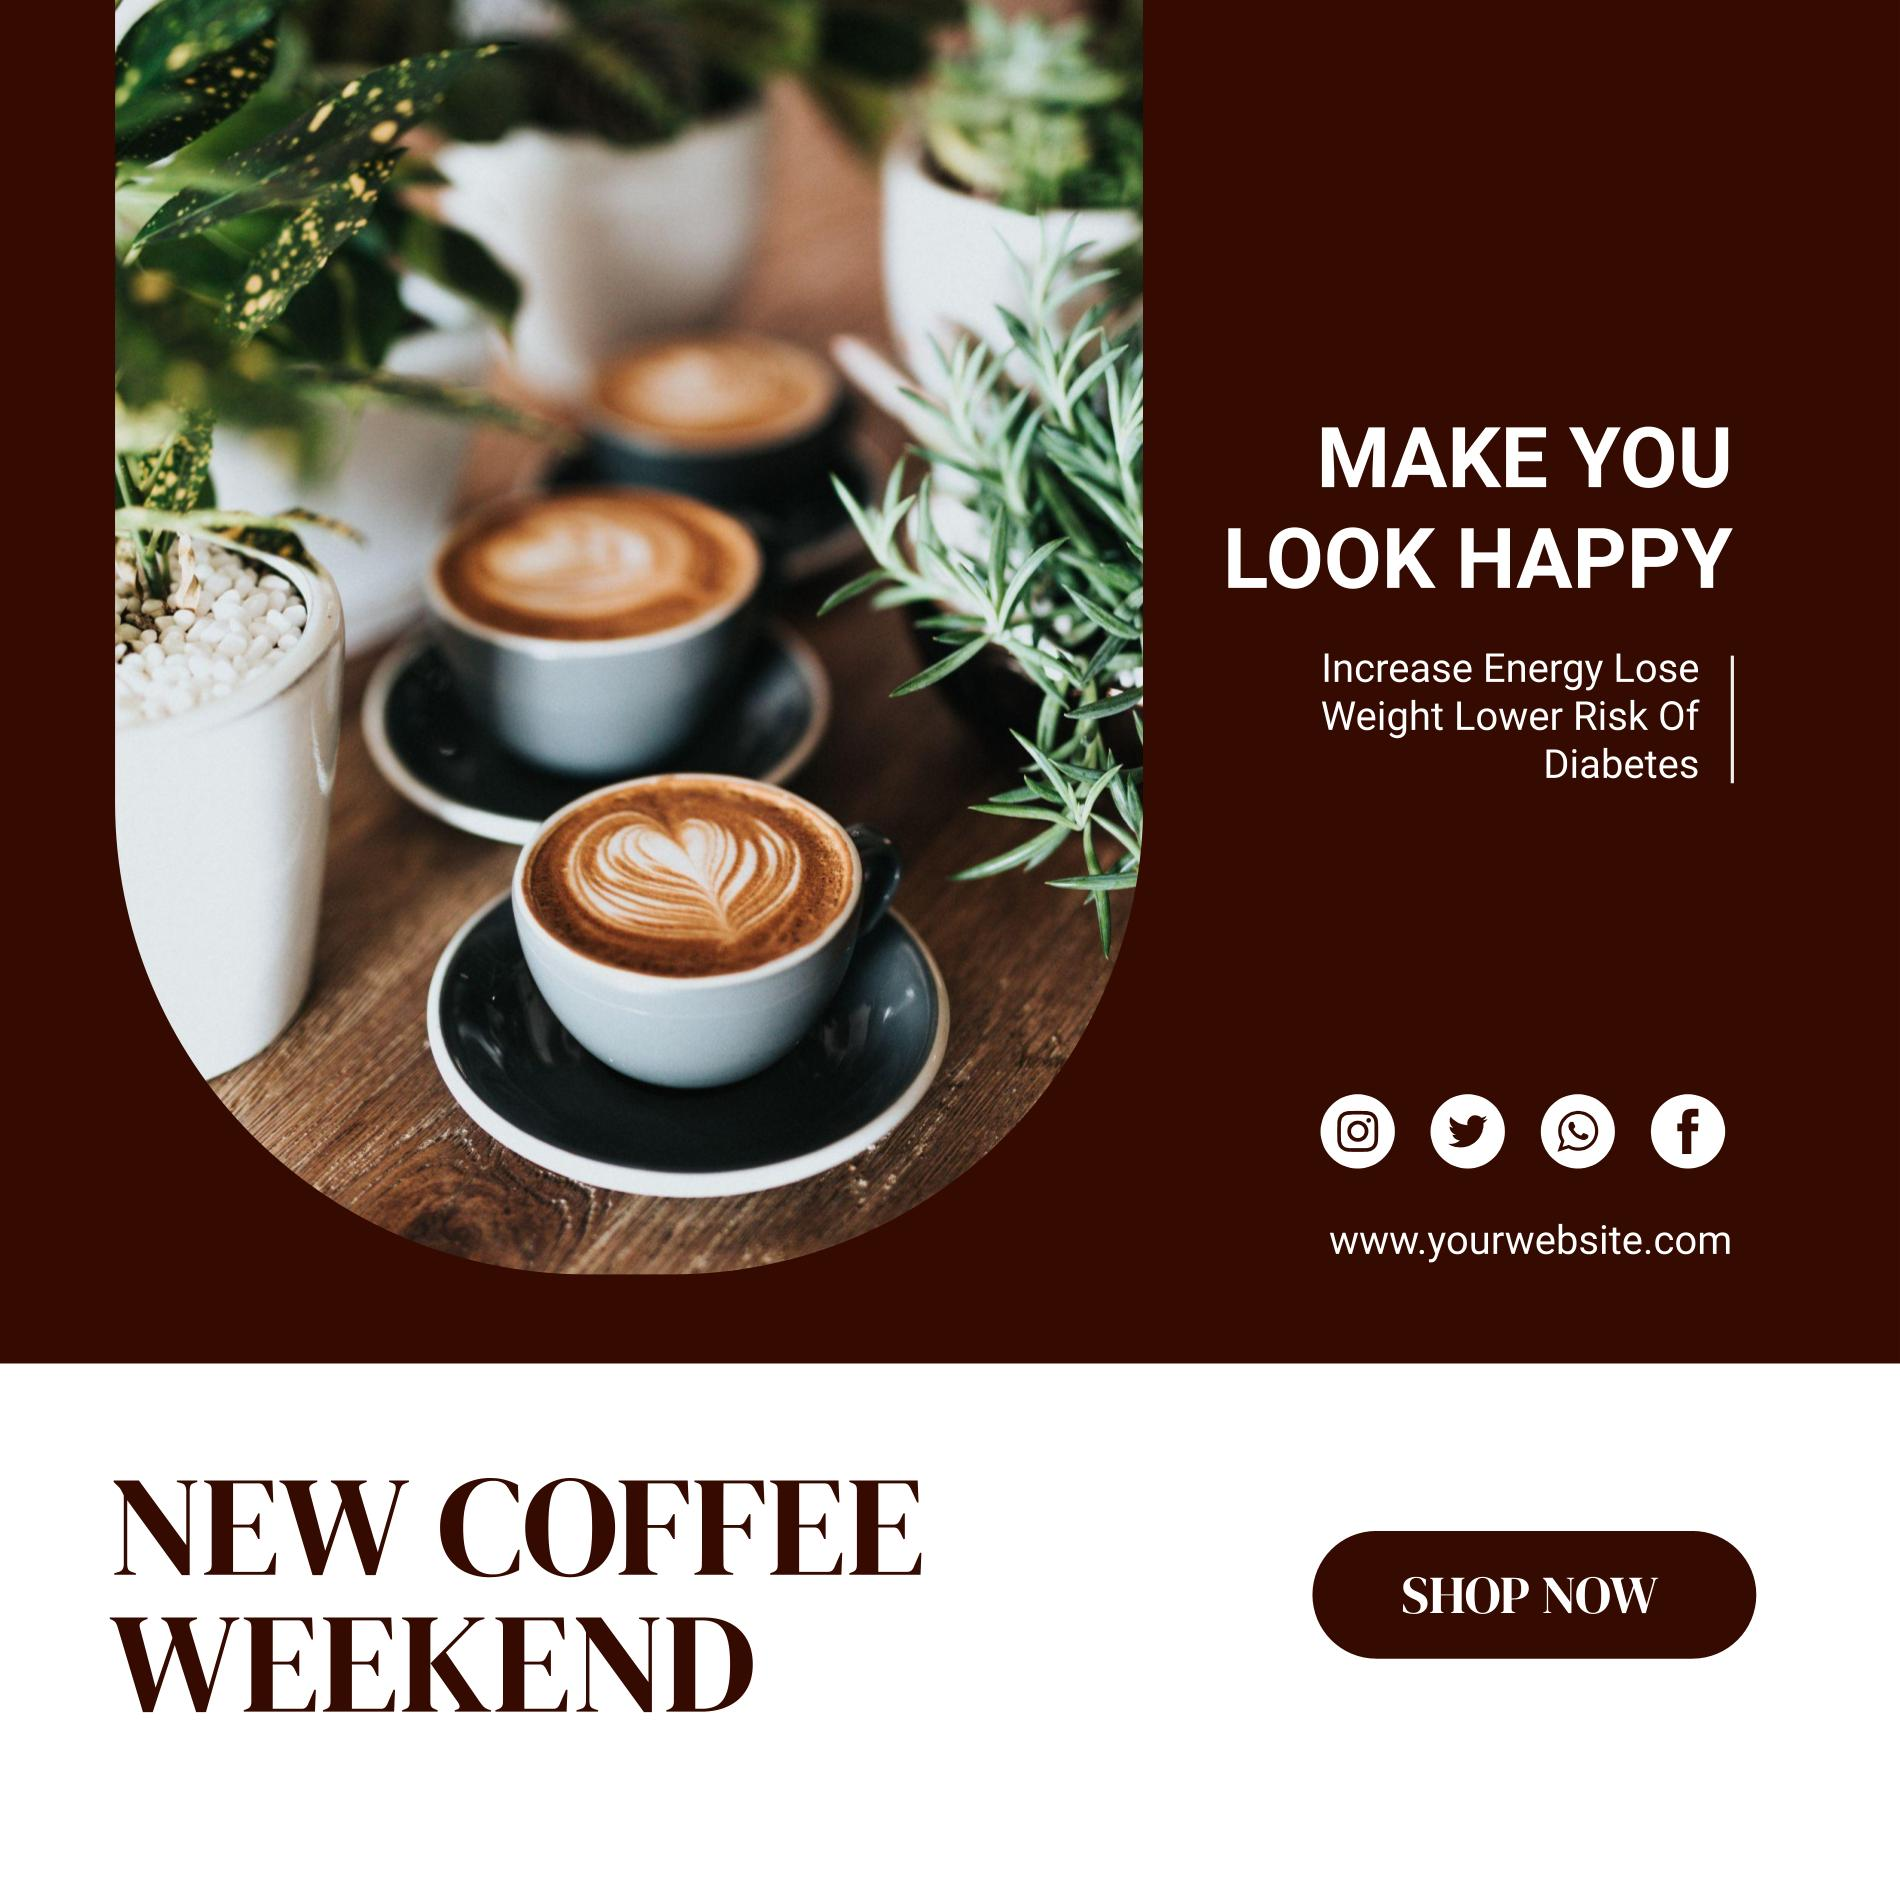 MAKE YOU
LOOK HAPPY
Increase Energy Lose
Weight Lower Risk Of
Diabetes
www.yourwebsite.com
NEW COFFEE
WEEKEND
SHOP NOW